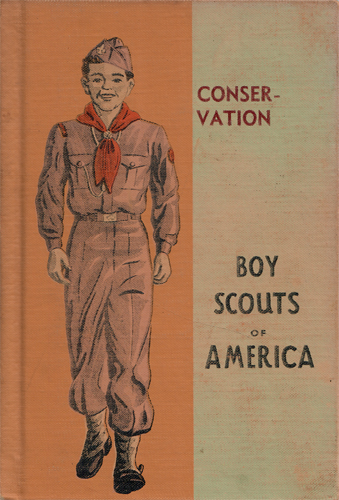 CONSER-
VATION
BOY
SCOUTS
OF
AMERICA